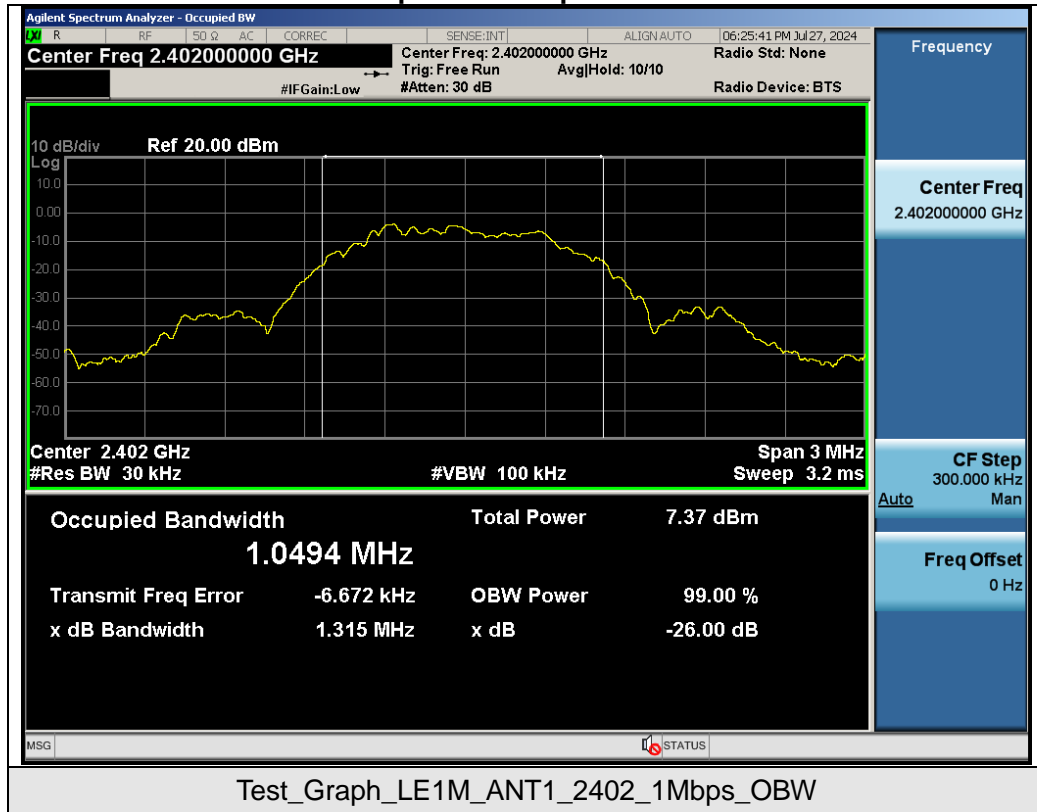 Agilent Spectrum Analyzer - Occupied BW
LXI R RF 50 Ω AC CORREC SENSE:INT ALIGN AUTO 06:25:41 PM Jul 27, 2024
Center Freq 2.402000000 GHz
Center Freq: 2.402000000 GHz Radio Std: None
Trig: Free Run Avg|Hold: 10/10
#IFGain:Low #Atten: 30 dB Radio Device: BTS
Frequency
10 dB/div Ref 20.00 dBm
Log
10.0
0.00
-10.0
-20.0
-30.0
-40.0
-50.0
-60.0
-70.0
Center 2.402 GHz Span 3 MHz
#Res BW 30 kHz #VBW 100 kHz Sweep 3.2 ms
Center Freq
2.402000000 GHz
CF Step
300.000 kHz
Auto Man
Freq Offset
0 Hz
Occupied Bandwidth Total Power 7.37 dBm
1.0494 MHz
Transmit Freq Error -6.672 kHz OBW Power 99.00 %
x dB Bandwidth 1.315 MHz x dB -26.00 dB
MSG STATUS
Test_Graph_LE1M_ANT1_2402_1Mbps_OBW